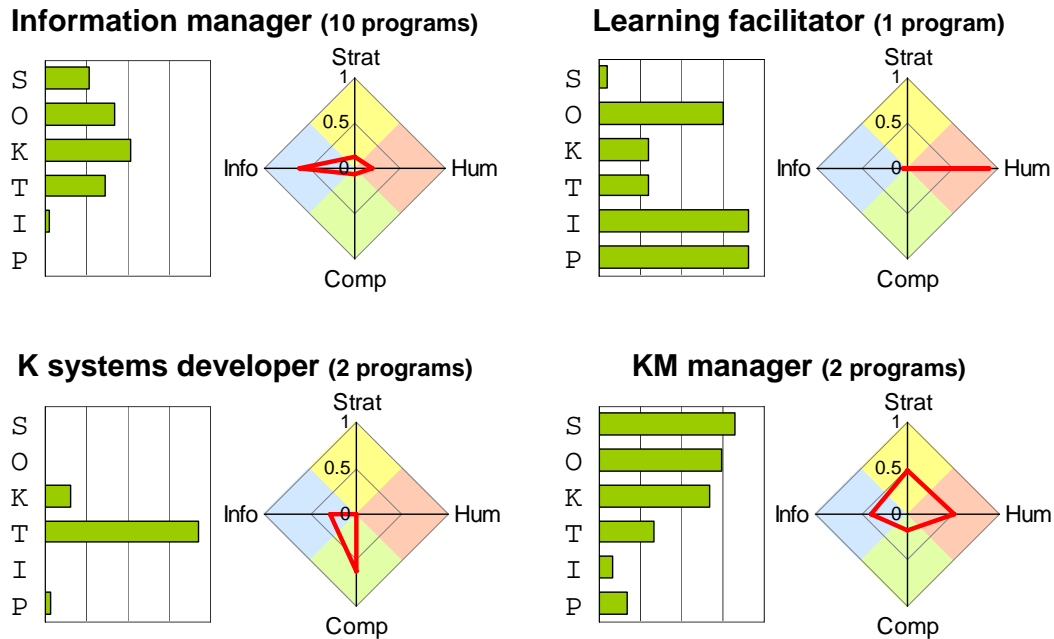 Information manager (10 programs)
S
O
K
T
I
P
Strat
1
0.5
0
Info
Hum
Comp
Learning facilitator (1 program)
S
O
K
T
I
P
Strat
1
0.5
0
Info
Hum
Comp
K systems developer (2 programs)
S
O
K
T
I
P
Strat
1
0.5
0
Info
Hum
Comp
KM manager (2 programs)
S
O
K
T
I
P
Strat
1
0.5
0
Info
Hum
Comp